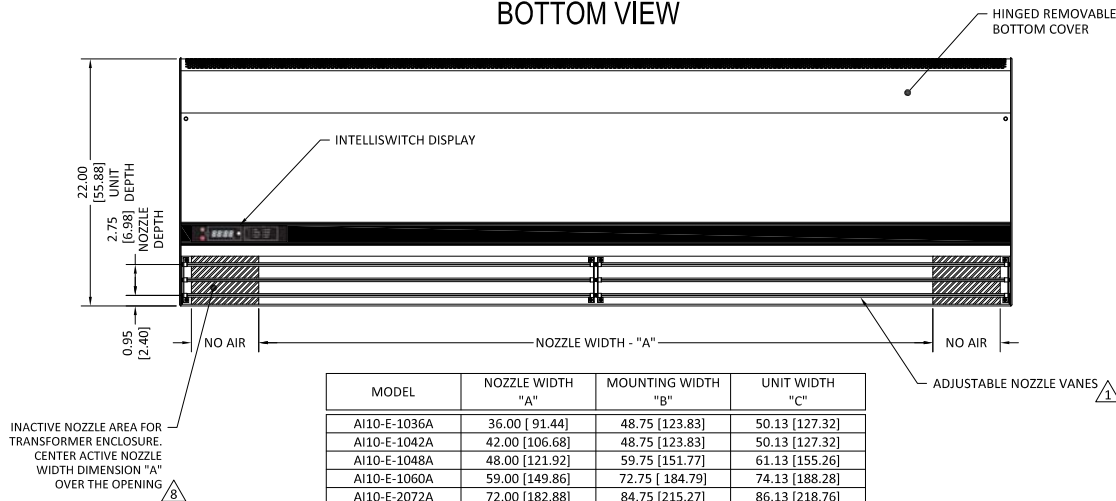 BOTTOM VIEW
HINGED REMOVABLE
BOTTOM COVER
INTELLISWITCH DISPLAY
22.00
[55.88]
UNIT
DEPTH
2.75
[6.98]
NOZZLE
DEPTH
0.95
[2.40]
NO AIR
NOZZLE WIDTH - "A"
NO AIR
ADJUSTABLE NOZZLE VANES 1
INACTIVE NOZZLE AREA FOR
TRANSFORMER ENCLOSURE.
CENTER ACTIVE NOZZLE
WIDTH DIMENSION "A"
OVER THE OPENING 8
MODEL NOZZLE WIDTH "A" MOUNTING WIDTH "B" UNIT WIDTH "C"
AI10-E-1036A 36.00 [ 91.44] 48.75 [123.83] 50.13 [127.32]
AI10-E-1042A 42.00 [106.68] 48.75 [123.83] 50.13 [127.32]
AI10-E-1048A 48.00 [121.92] 59.75 [151.77] 61.13 [155.26]
AI10-E-1060A 59.00 [149.86] 72.75 [ 184.79] 74.13 [188.28]
AI10-E-2072A 72.00 [182.88] 84.75 [215.27] 86.13 [218.76]